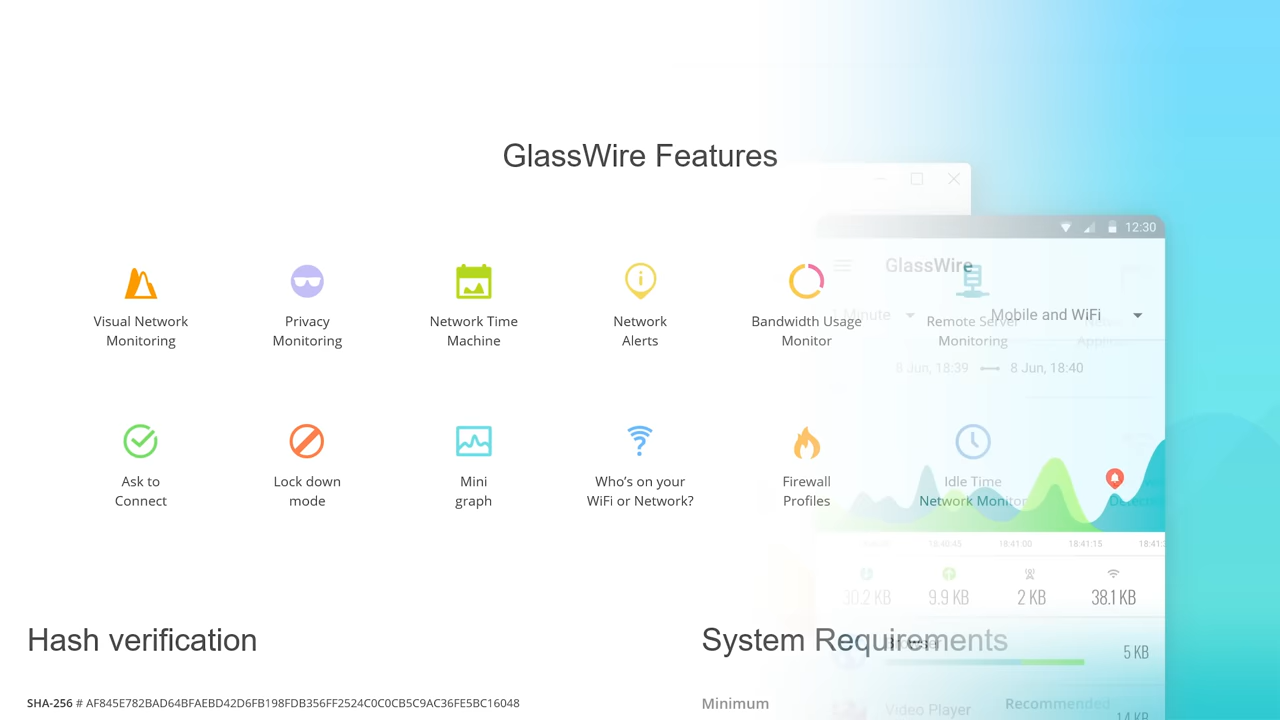 GlassWire Features
12:30
GlassWire
Visual Network
Monitoring
Privacy
Monitoring
Network Time
Machine
Network
Alerts
Bandwidth Usage
Monitor
Remote Server
Monitoring
Minute
Mobile and WiFi
8 Jun, 18:39
8 Jun, 18:40
Ask to
Connect
Lock down
mode
Mini
graph
Who's on your
WiFi or Network?
Firewall
Profiles
Idle Time
Network Monitor
18:41:00
18:41:15
30.2 KB
9.9 KB
2 KB
38.1 KB
Hash verification
System Requirements
5 KB
SHA-256 # AF845E782BAD64BFAEBD42D6FB198FDB356FF2524C0C0CB5C9AC36FE5BC16048
Minimum
Recommended
Video Player